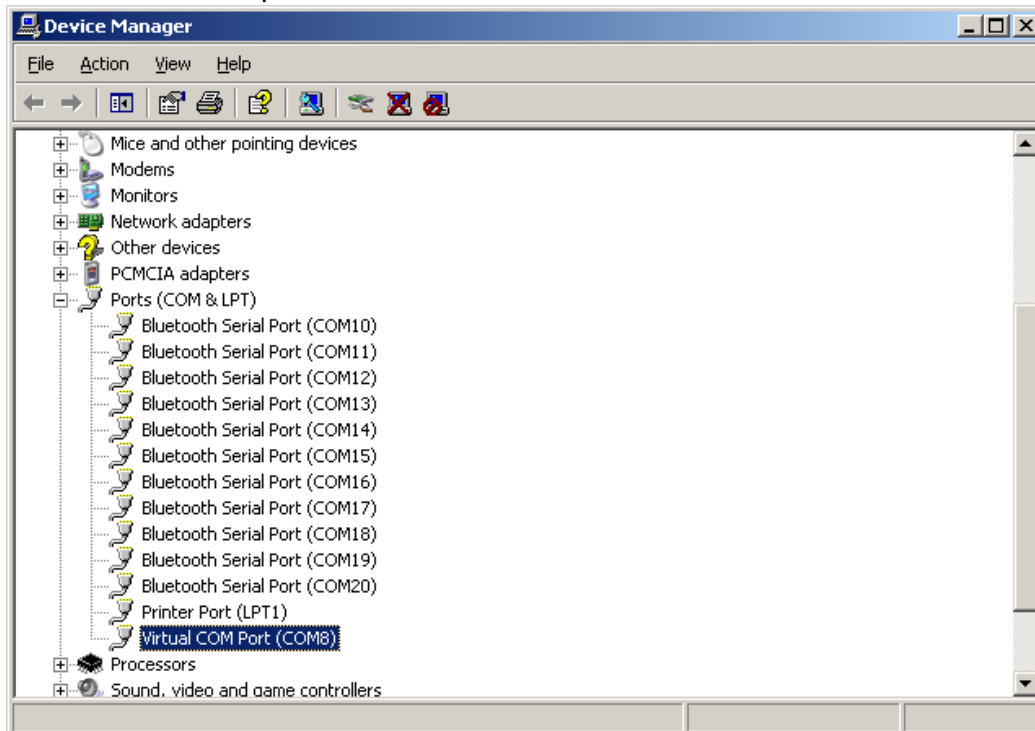 Device Manager
File Action View Help
Mice and other pointing devices
Modems
Monitors
Network adapters
Other devices
PCMCIA adapters
Ports (COM & LPT)
Bluetooth Serial Port (COM10)
Bluetooth Serial Port (COM11)
Bluetooth Serial Port (COM12)
Bluetooth Serial Port (COM13)
Bluetooth Serial Port (COM14)
Bluetooth Serial Port (COM15)
Bluetooth Serial Port (COM16)
Bluetooth Serial Port (COM17)
Bluetooth Serial Port (COM18)
Bluetooth Serial Port (COM19)
Bluetooth Serial Port (COM20)
Printer Port (LPT1)
Virtual COM Port (COM8)
Processors
Sound, video and game controllers